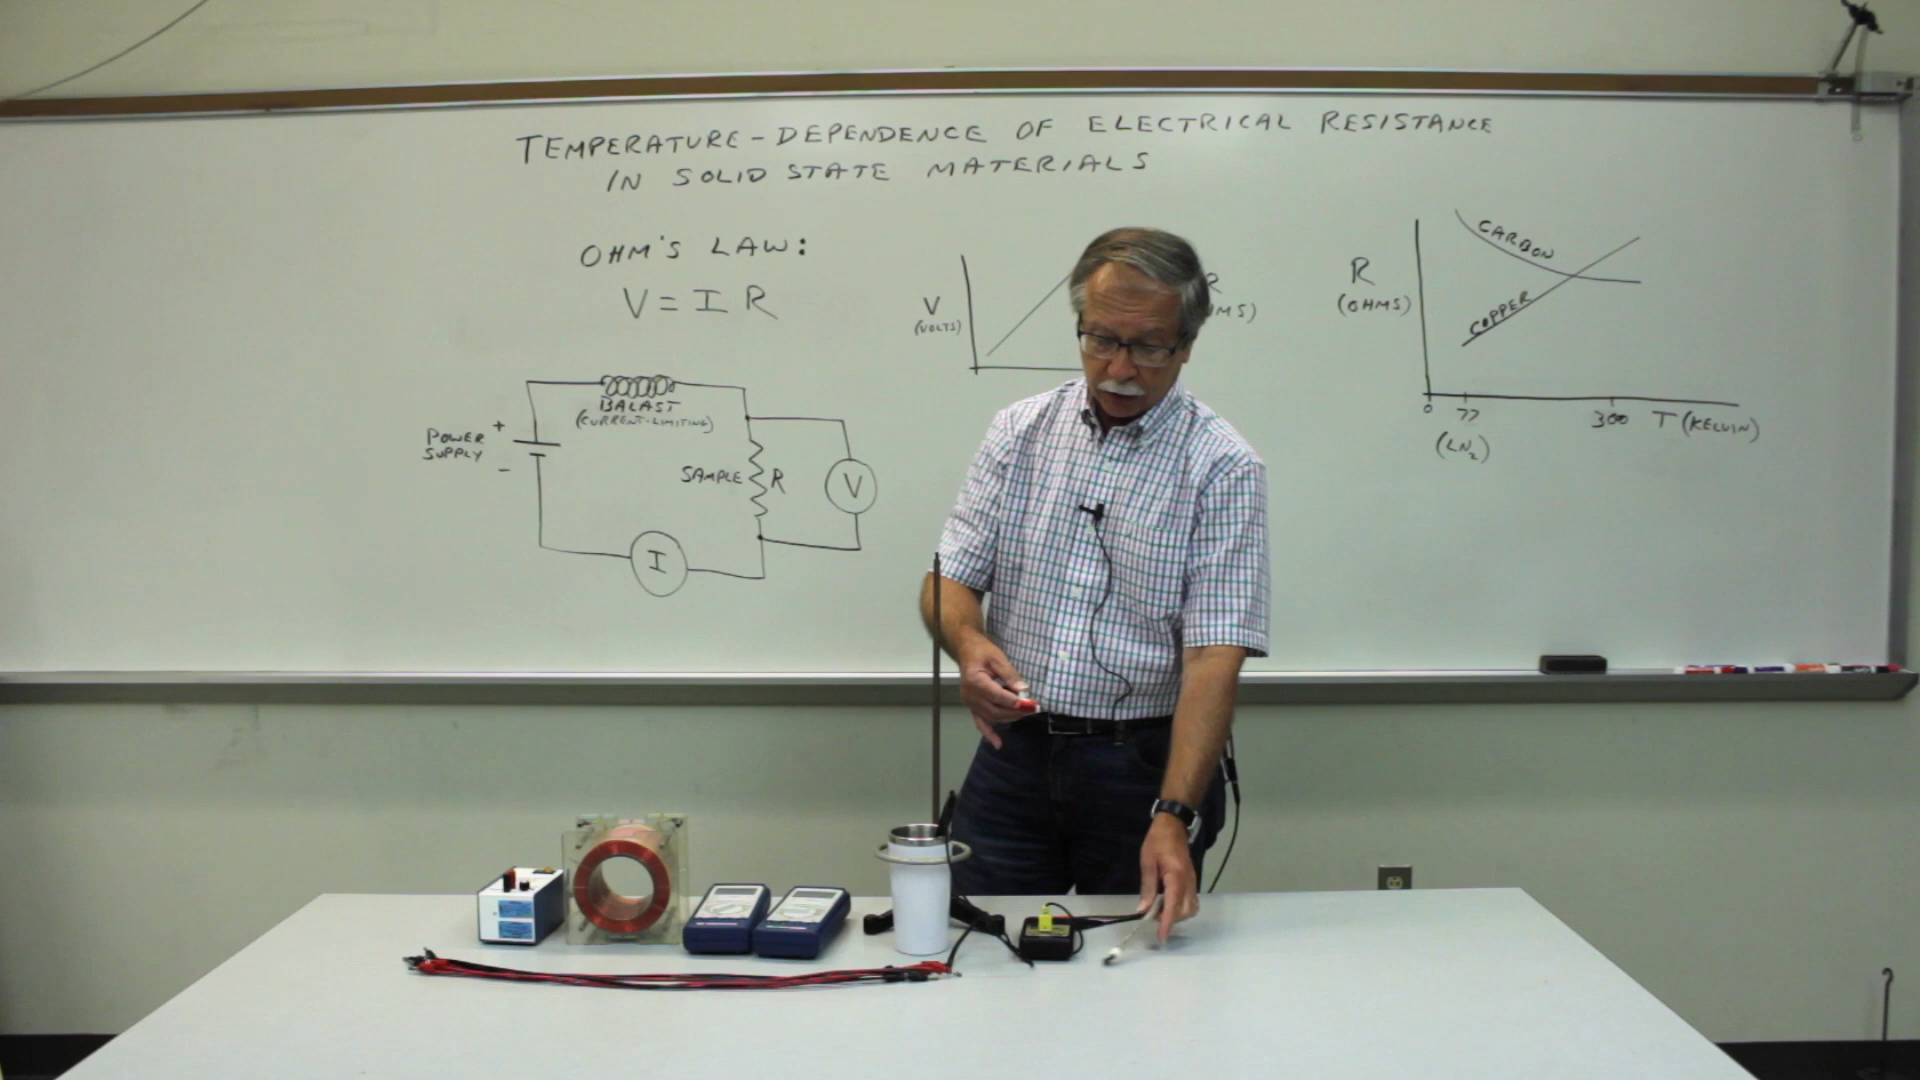 TEMPERATURE-DEPENDENCE OF ELECTRICAL RESISTANCE
IN SOLID STATE MATERIALS
OHM'S LAW:
V = I R
BALAST
(CURRENT-LIMITING)
POWER
SUPPLY
+
-
SAMPLE R
V
I
V
(VOLTS)
R
MS)
R
(OHMS)
CARBON
COPPER
0 77 300 T (KELVIN)
(LN2)